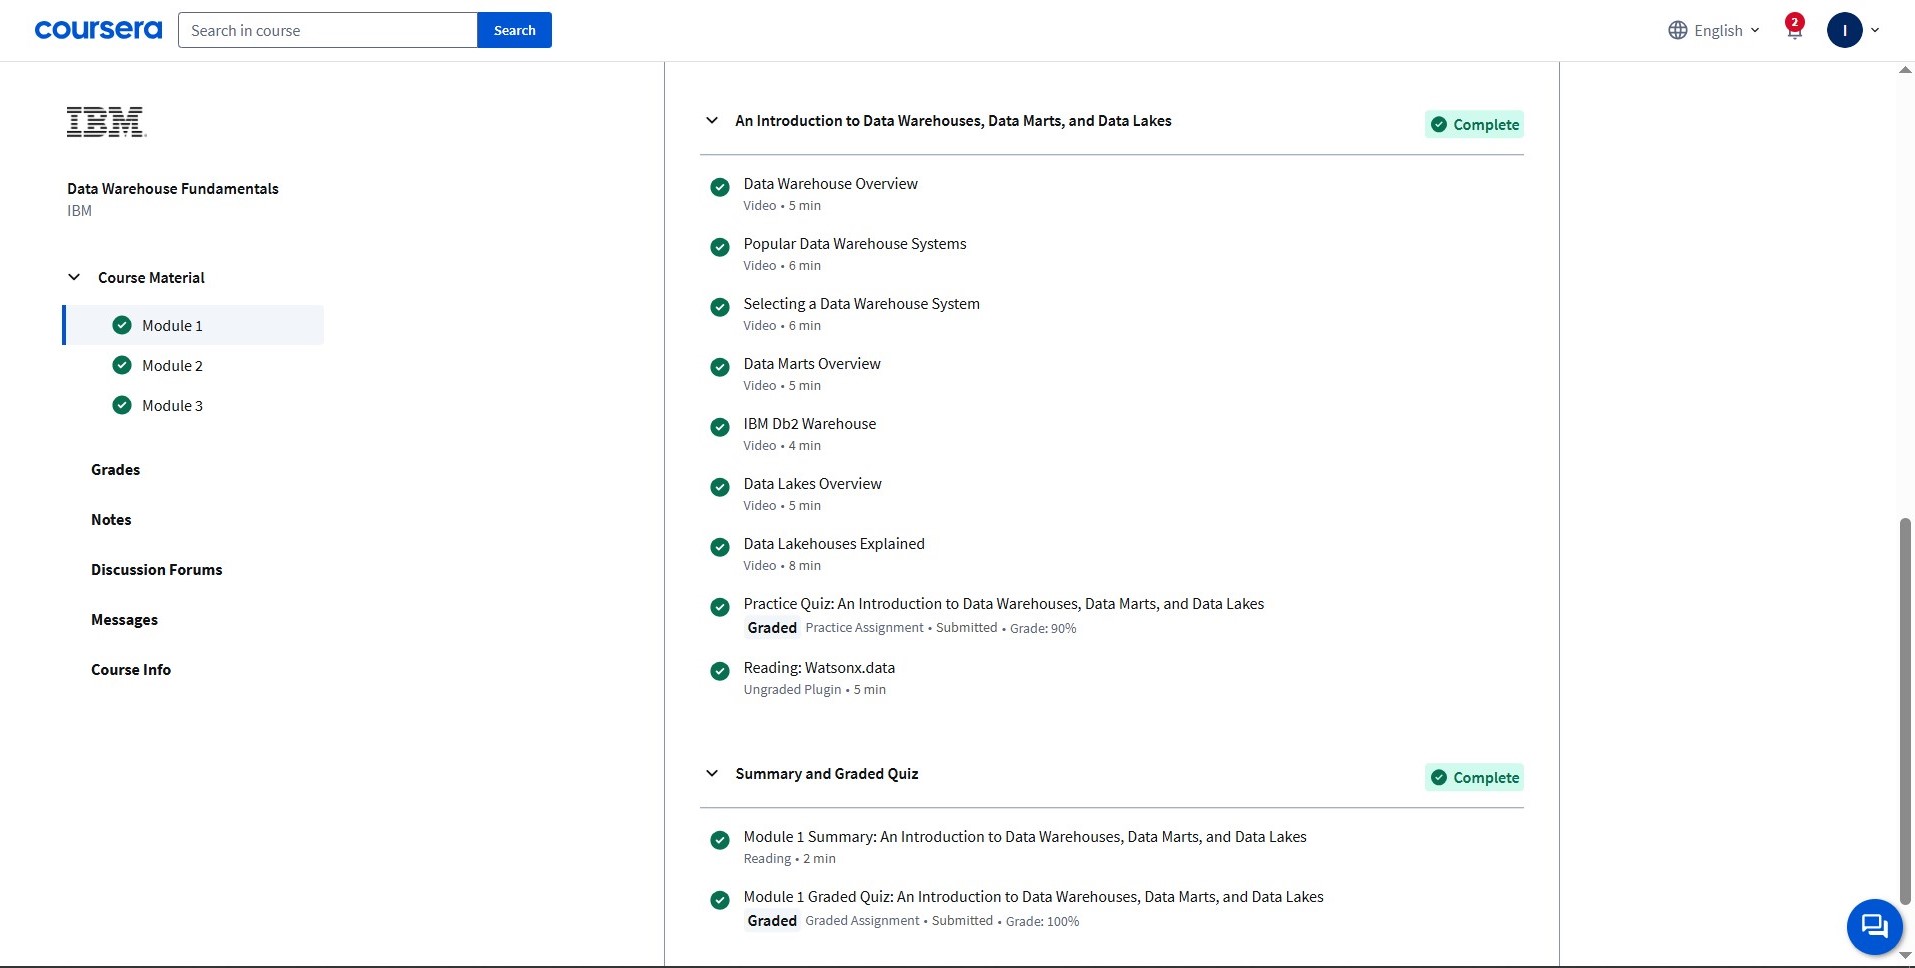 coursera
Search in course
Search
English
2
I
IBM
Data Warehouse Fundamentals
IBM
Course Material
Module 1
Module 2
Module 3
Grades
Notes
Discussion Forums
Messages
Course Info
An Introduction to Data Warehouses, Data Marts, and Data Lakes
Complete
Data Warehouse Overview
Video • 5 min
Popular Data Warehouse Systems
Video • 6 min
Selecting a Data Warehouse System
Video • 6 min
Data Marts Overview
Video • 5 min
IBM Db2 Warehouse
Video • 4 min
Data Lakes Overview
Video • 5 min
Data Lakehouses Explained
Video • 8 min
Practice Quiz: An Introduction to Data Warehouses, Data Marts, and Data Lakes
Graded Practice Assignment • Submitted • Grade: 90%
Reading: Watsonx.data
Ungraded Plugin • 5 min
Summary and Graded Quiz
Complete
Module 1 Summary: An Introduction to Data Warehouses, Data Marts, and Data Lakes
Reading • 2 min
Module 1 Graded Quiz: An Introduction to Data Warehouses, Data Marts, and Data Lakes
Graded Graded Assignment • Submitted • Grade: 100%